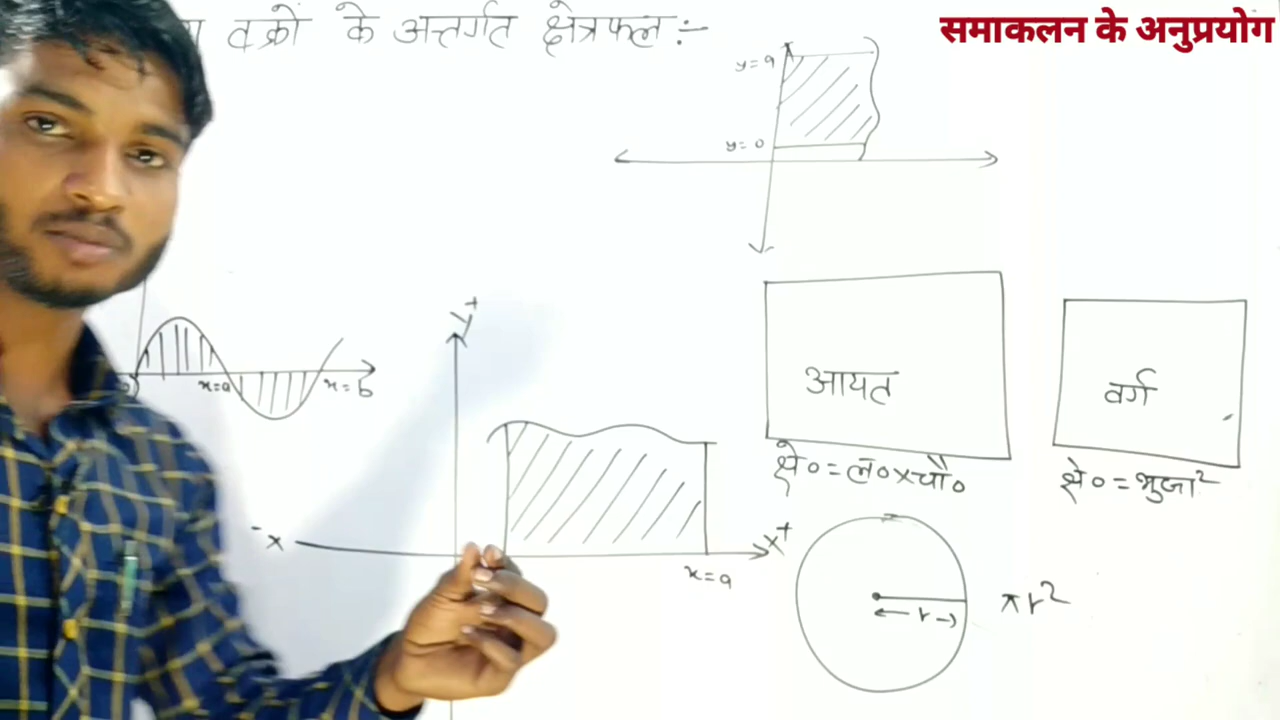 समाकलन के अनुप्रयोग
वक्रो के अन्तर्गत क्षेत्रफल :-
y=a
y=0
y+
x=a
x=b
आयत
वर्ग
क्षे०=ल०×चौ०
क्षे०=भुजा²
-x
x+
x=a
r
πr²